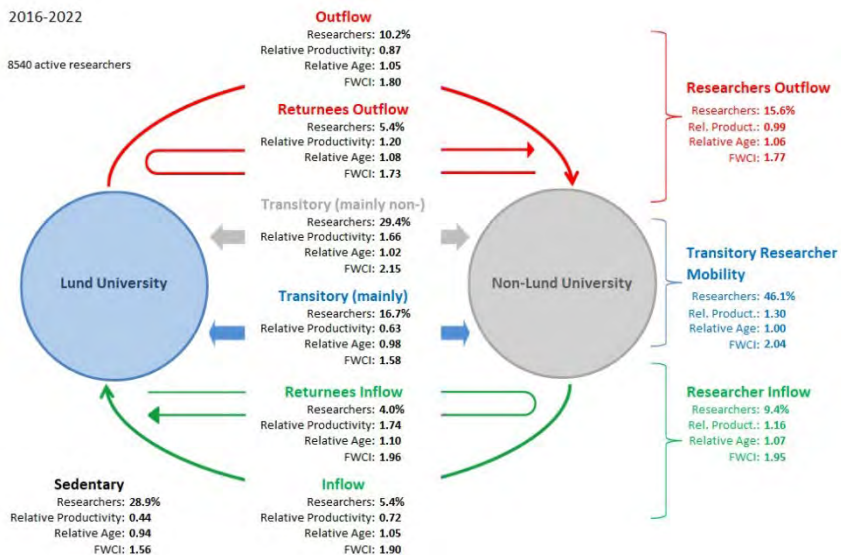 2016-2022
8540 active researchers
Outflow
Researchers: 10.2%
Relative Productivity: 0.87
Relative Age: 1.05
FWCI: 1.80
Returnees Outflow
Researchers: 5.4%
Relative Productivity: 1.20
Relative Age: 1.08
FWCI: 1.73
Transitory (mainly non-)
Researchers: 29.4%
Relative Productivity: 1.66
Relative Age: 1.02
FWCI: 2.15
Lund University
Non-Lund University
Transitory (mainly)
Researchers: 16.7%
Relative Productivity: 0.63
Relative Age: 0.98
FWCI: 1.58
Returnees Inflow
Researchers: 4.0%
Relative Productivity: 1.74
Relative Age: 1.10
FWCI: 1.96
Inflow
Researchers: 5.4%
Relative Productivity: 0.72
Relative Age: 1.05
FWCI: 1.90
Sedentary
Researchers: 28.9%
Relative Productivity: 0.44
Relative Age: 0.94
FWCI: 1.56
Researchers Outflow
Researchers: 15.6%
Rel. Product.: 0.99
Relative Age: 1.06
FWCI: 1.77
Transitory Researcher
Mobility
Researchers: 46.1%
Rel. Product.: 1.30
Relative Age: 1.00
FWCI: 2.04
Researcher Inflow
Researchers: 9.4%
Rel. Product.: 1.16
Relative Age: 1.07
FWCI: 1.95